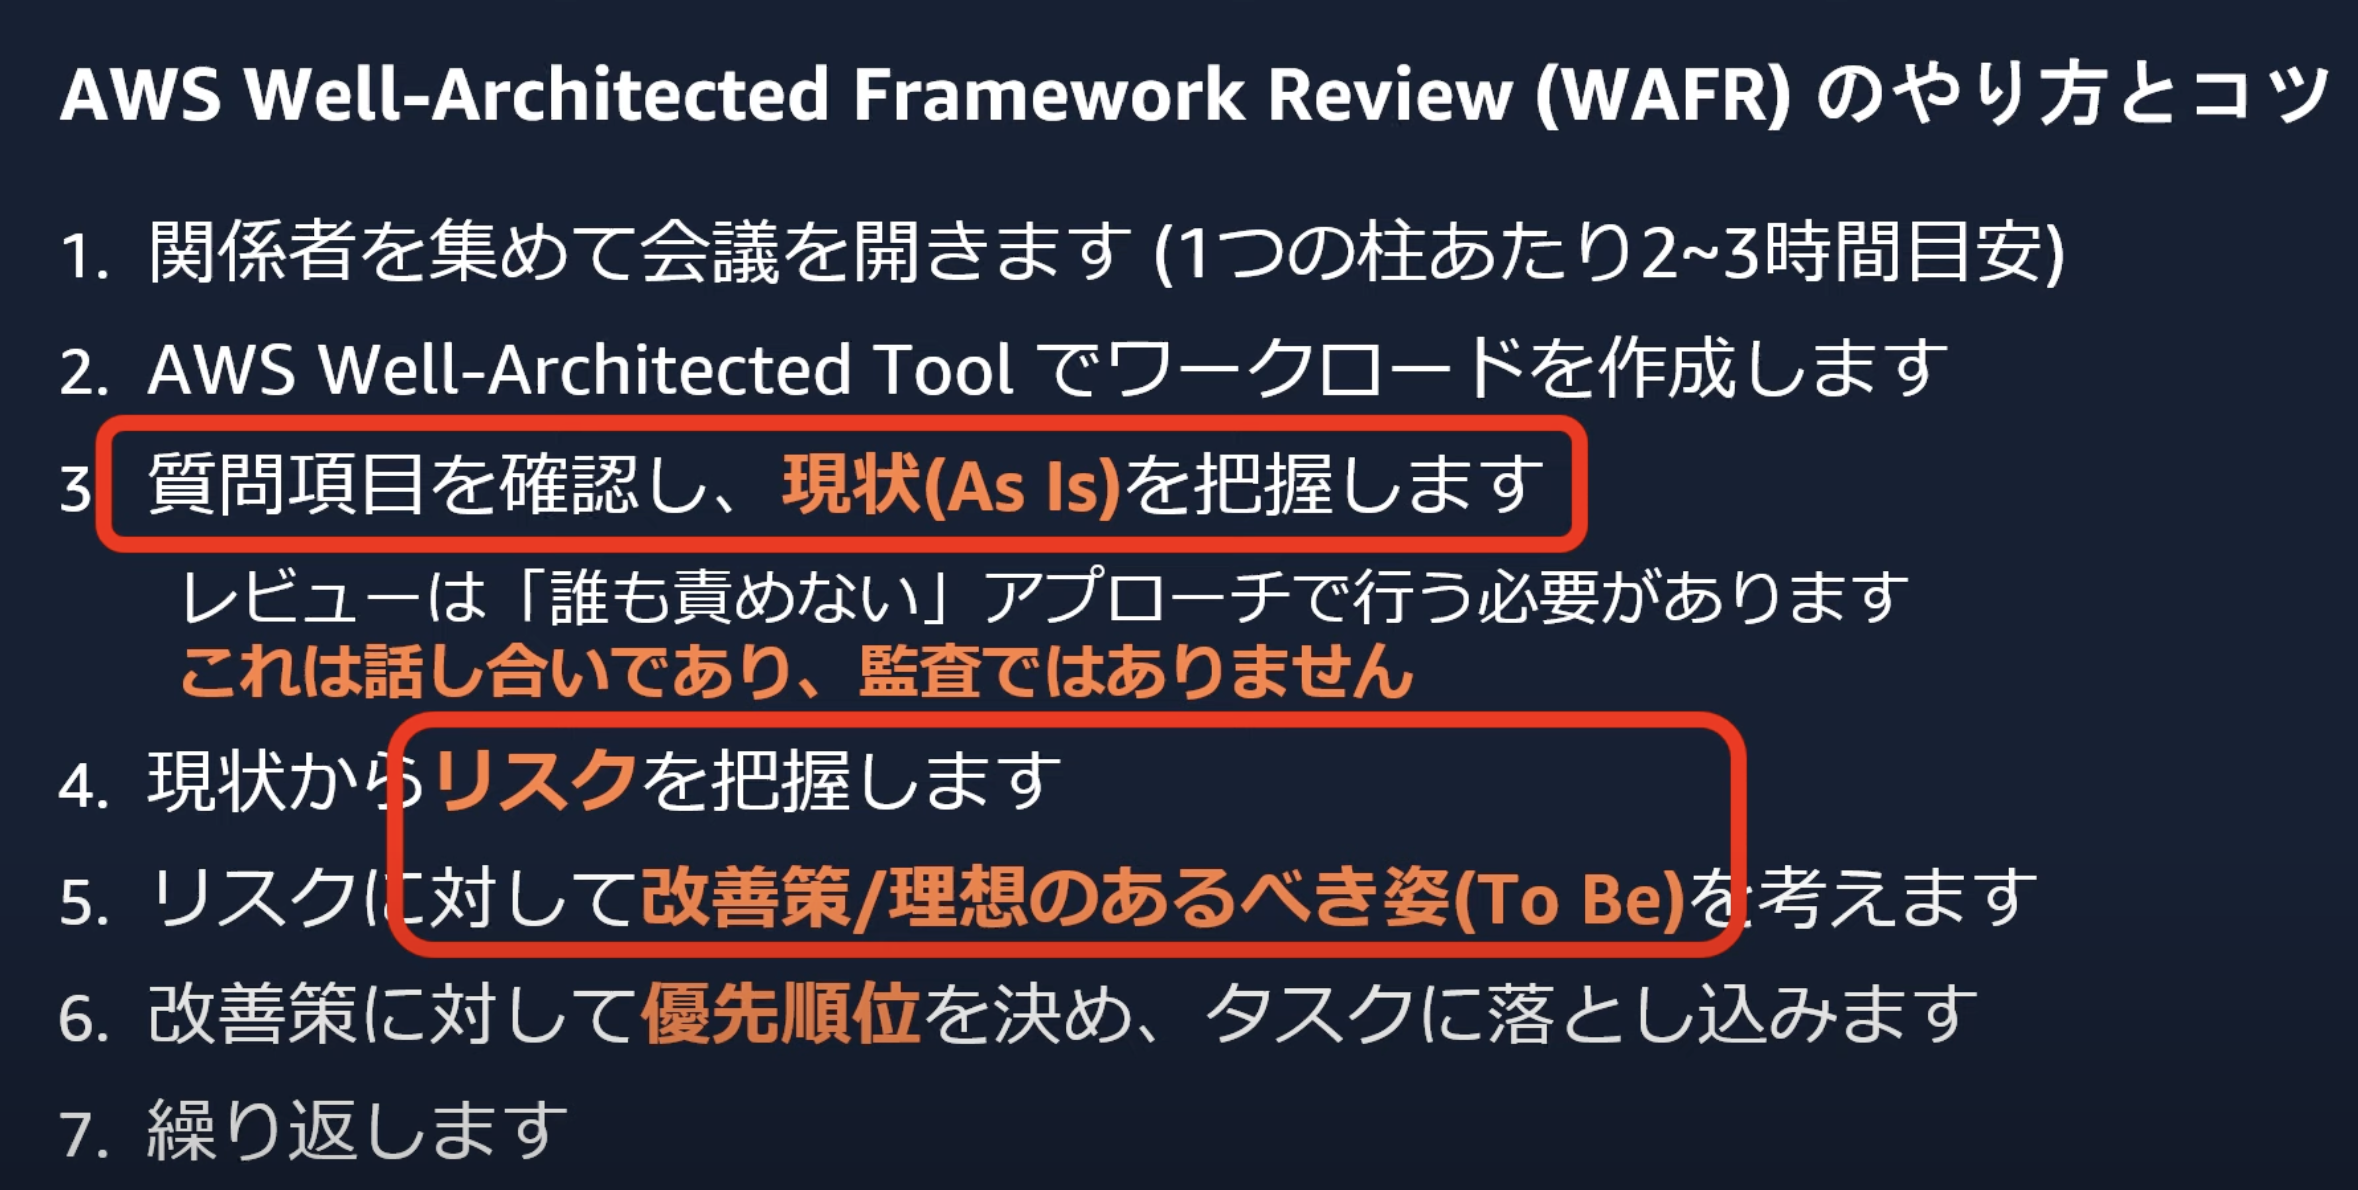 AWS Well-Architected Framework Review (WAFR) のやり方とコツ
1. 関係者を集めて会議を開きます (1つの柱あたり2~3時間目安)
2. AWS Well-Architected Tool でワークロードを作成します
3 質問項目を確認し、現状(As Is)を把握します
レビューは「誰も責めない」アプローチで行う必要があります
これは話し合いであり、監査ではありません
4. 現状からリスクを把握します
5. リスクに対して改善策/理想のあるべき姿(To Be)を考えます
6. 改善策に対して優先順位を決め、タスクに落とし込みます
7. 繰り返します